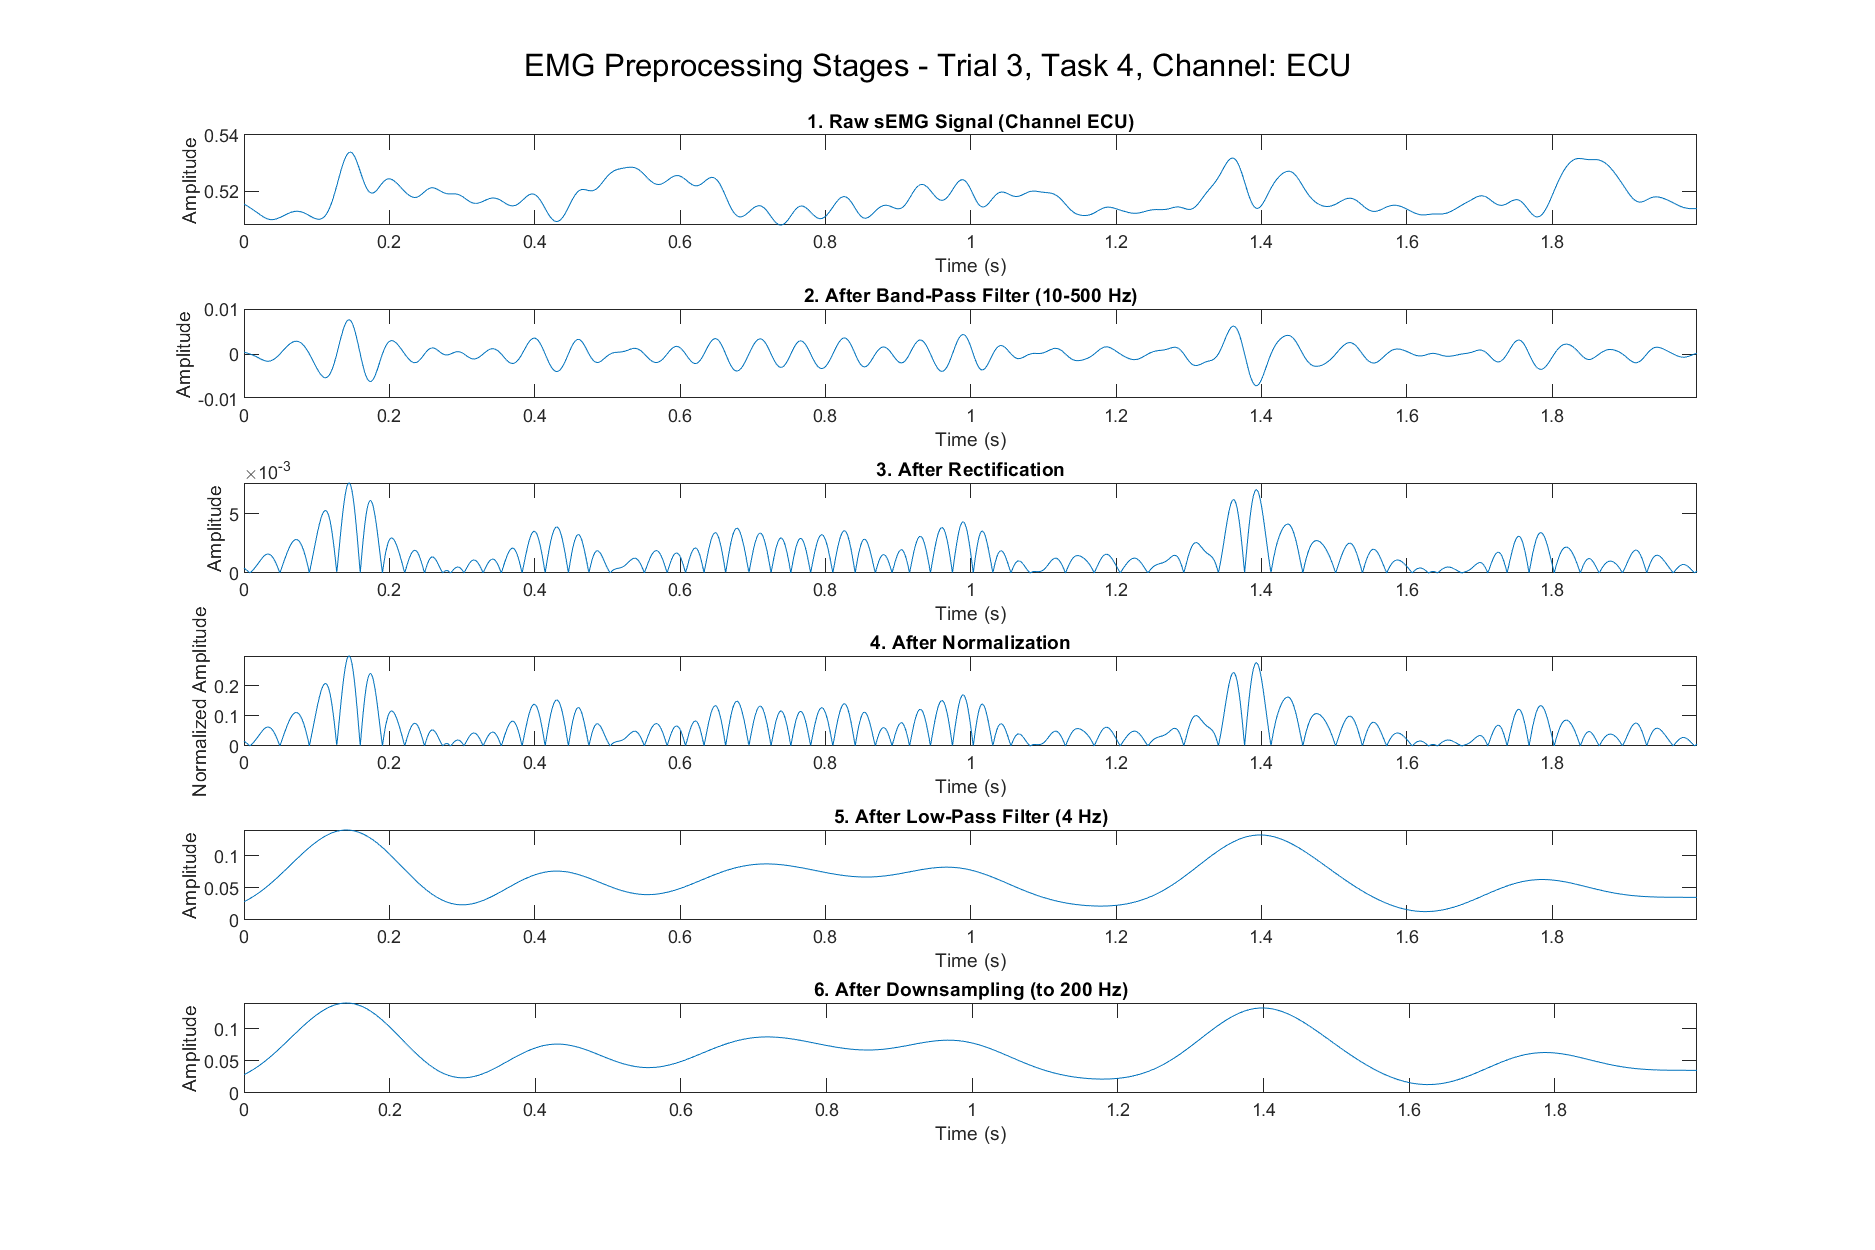 EMG Preprocessing Stages - Trial 3, Task 4, Channel: ECU
1. Raw sEMG Signal (Channel ECU)
Amplitude
0.54
0.52
0 0.2 0.4 0.6 0.8 1 1.2 1.4 1.6 1.8
Time (s)
2. After Band-Pass Filter (10-500 Hz)
Amplitude
0.01
0
-0.01
0 0.2 0.4 0.6 0.8 1 1.2 1.4 1.6 1.8
Time (s)
3. After Rectification
×10-3
Amplitude
5
0
0 0.2 0.4 0.6 0.8 1 1.2 1.4 1.6 1.8
Time (s)
4. After Normalization
Normalized Amplitude
0.2
0.1
0
0 0.2 0.4 0.6 0.8 1 1.2 1.4 1.6 1.8
Time (s)
5. After Low-Pass Filter (4 Hz)
Amplitude
0.1
0.05
0
0 0.2 0.4 0.6 0.8 1 1.2 1.4 1.6 1.8
Time (s)
6. After Downsampling (to 200 Hz)
Amplitude
0.1
0.05
0
0 0.2 0.4 0.6 0.8 1 1.2 1.4 1.6 1.8
Time (s)